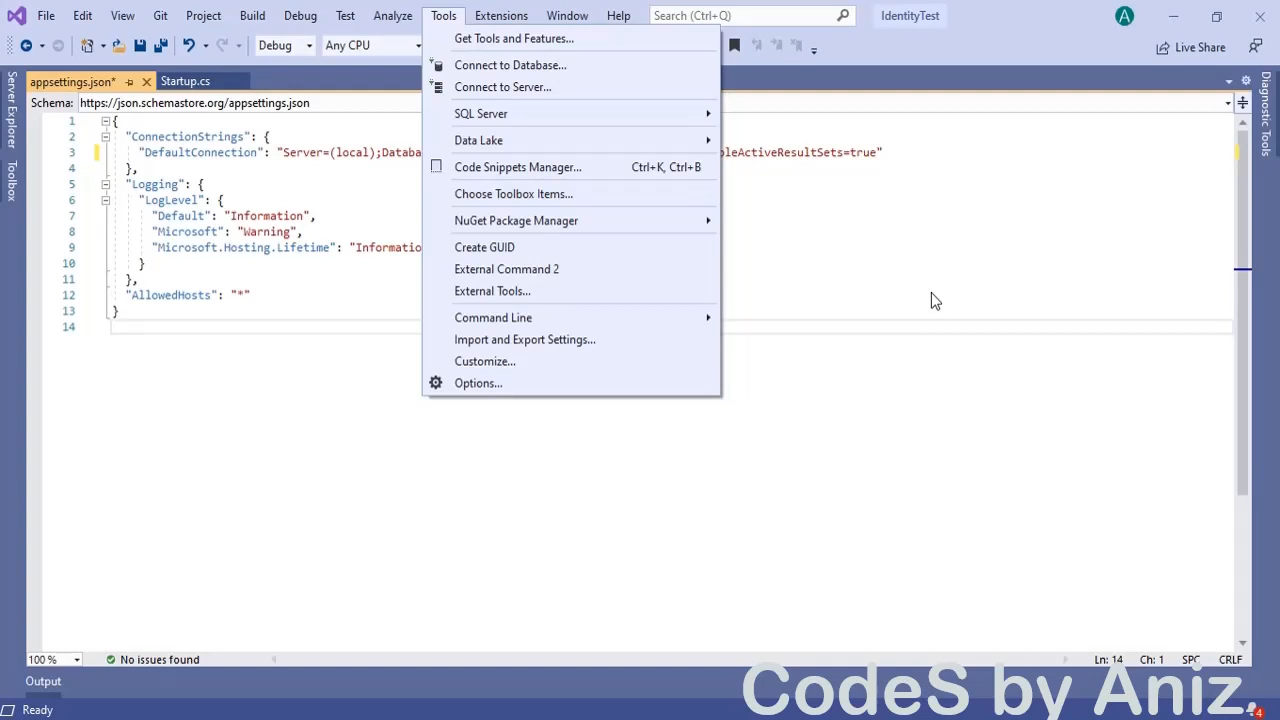 File Edit View Git Project Build Debug Test Analyze Tools Extensions Window Help Search (Ctrl+Q) IdentityTest A
Debug Any CPU Live Share
appsettings.json* Startup.cs
Schema: https://json.schemastore.org/appsettings.json
1 {
2 "ConnectionStrings": {
3 "DefaultConnection": "Server=(local);Databa pleActiveResultSets=true"
4 },
5 "Logging": {
6 "LogLevel": {
7 "Default": "Information",
8 "Microsoft": "Warning",
9 "Microsoft.Hosting.Lifetime": "Informatio
10 }
11 },
12 "AllowedHosts": "*"
13 }
14
Get Tools and Features...
Connect to Database...
Connect to Server...
SQL Server
Data Lake
Code Snippets Manager... Ctrl+K, Ctrl+B
Choose Toolbox Items...
NuGet Package Manager
Create GUID
External Command 2
External Tools...
Command Line
Import and Export Settings...
Customize...
Options...
Server Explorer
Toolbox
Diagnostic Tools
100 % No issues found Ln: 14 Ch: 1 SPC CRLF
Output
CodeS by Aniz
Ready 4